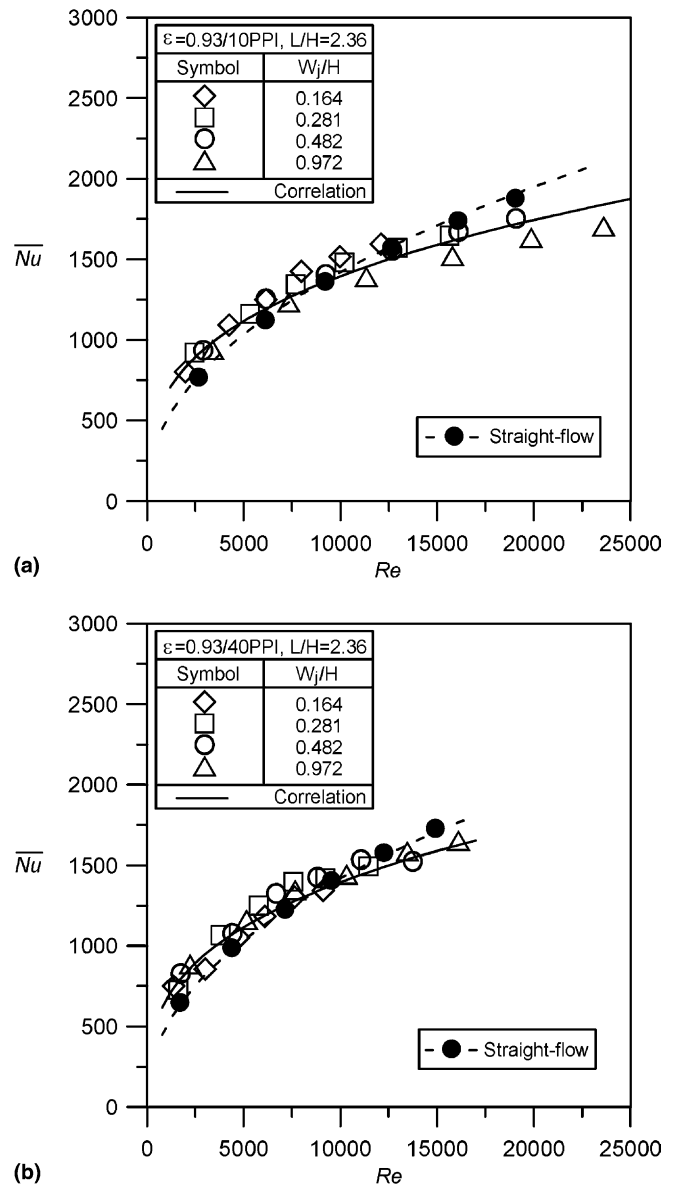 3000
ε=0.93/10PPI, L/H=2.36
Symbol Wj/H
0.164
0.281
0.482
0.972
Correlation
2500
2000
Nu
1500
1000
500
0
Straight-flow
0 5000 10000 15000 20000 25000
(a)
Re
3000
ε=0.93/40PPI, L/H=2.36
Symbol Wj/H
0.164
0.281
0.482
0.972
Correlation
2500
2000
Nu
1500
1000
500
0
Straight-flow
0 5000 10000 15000 20000 25000
(b)
Re